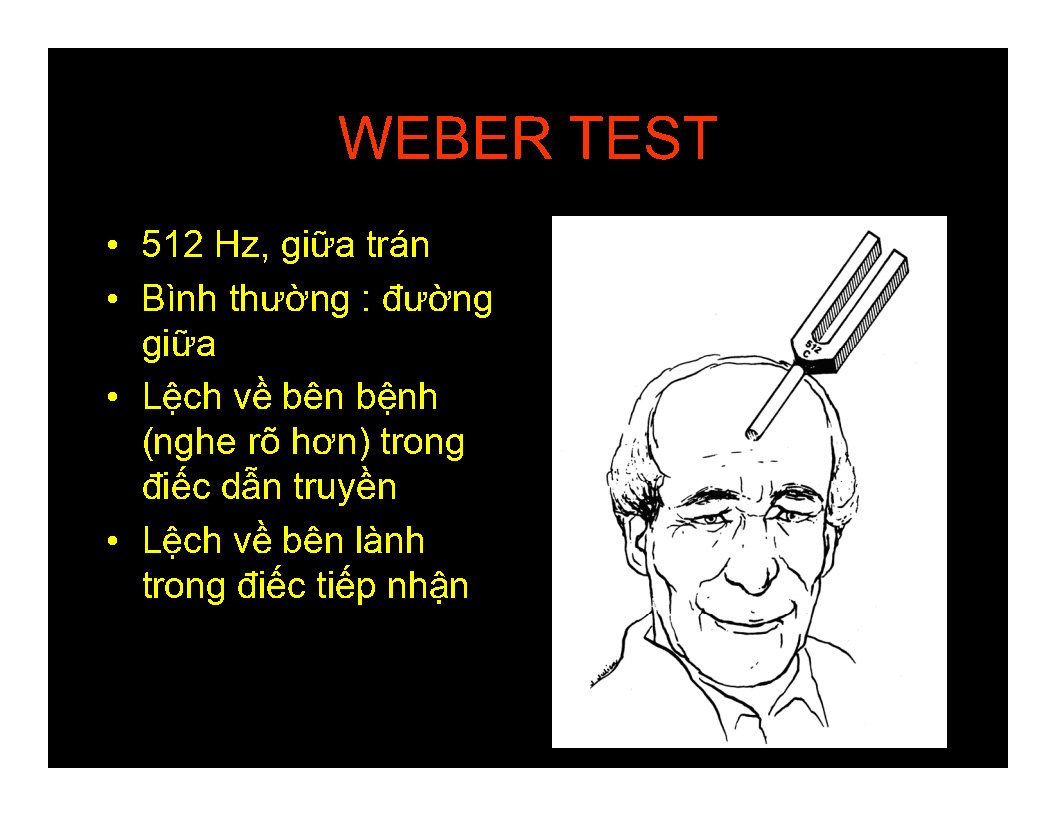 WEBER TEST
• 512 Hz, giữa trán
• Bình thường : đường
giữa
• Lệch về bên bệnh
(nghe rõ hơn) trong
điếc dẫn truyền
• Lệch về bên lành
trong điếc tiếp nhận
512
C